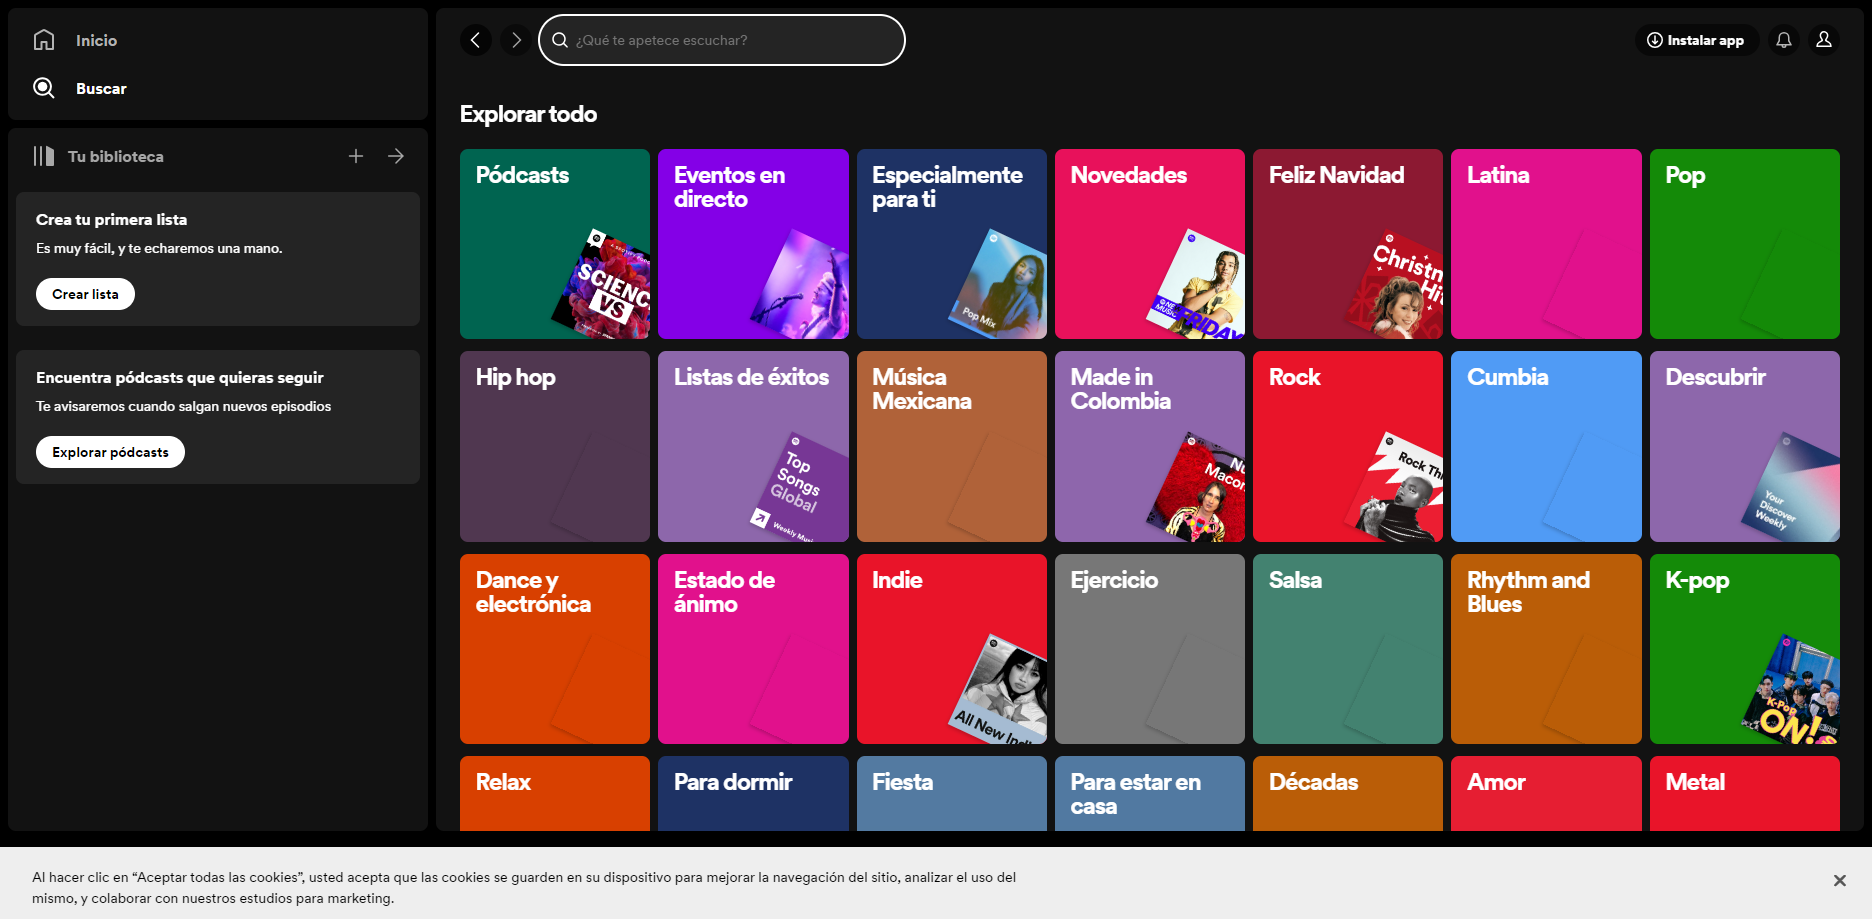 Inicio
Buscar
Tu biblioteca
Crea tu primera lista
Es muy fácil, y te echaremos una mano.
Crear lista
Encuentra pódcasts que quieras seguir
Te avisaremos cuando salgan nuevos episodios
Explorar pódcasts
¿Qué te apetece escuchar?
Instalar app
Explorar todo
Pódcasts
SCIENC
VS
Eventos en
directo
Especialmente
para ti
Pop Mix
Novedades
NE
MUSIC
FRIDAY
Feliz Navidad
Christm
Hit
Latina
Pop
Hip hop
Listas de éxitos
Top
Songs
Global
Weekly Mus
Música
Mexicana
Made in
Colombia
Nu
Macon
Rock
Rock Th
Cumbia
Descubrir
Your
Discover
Weekly
Dance y
electrónica
Estado de
ánimo
Indie
All New Ind
Ejercicio
Salsa
Rhythm and
Blues
K-pop
K-Pop
ON!
Relax
Para dormir
Fiesta
Para estar en
casa
Décadas
Amor
Metal
Al hacer clic en “Aceptar todas las cookies”, usted acepta que las cookies se guarden en su dispositivo para mejorar la navegación del sitio, analizar el uso del
mismo, y colaborar con nuestros estudios para marketing.